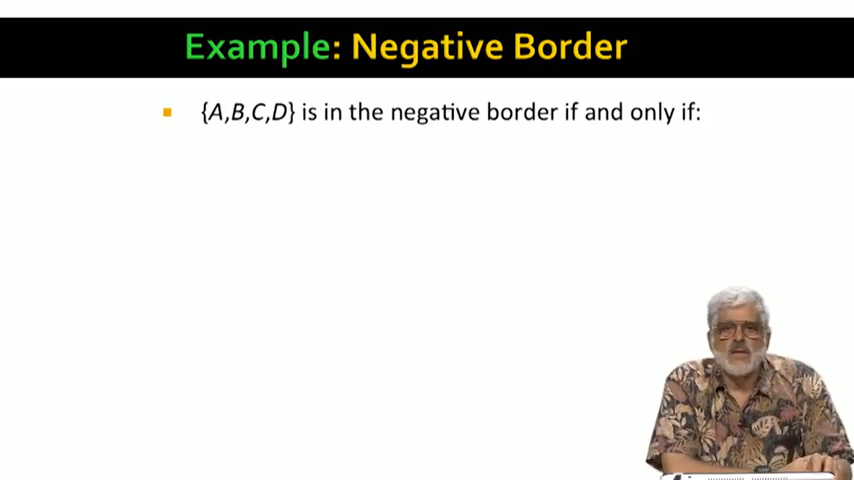 Example: Negative Border
{A,B,C,D} is in the negative border if and only if: